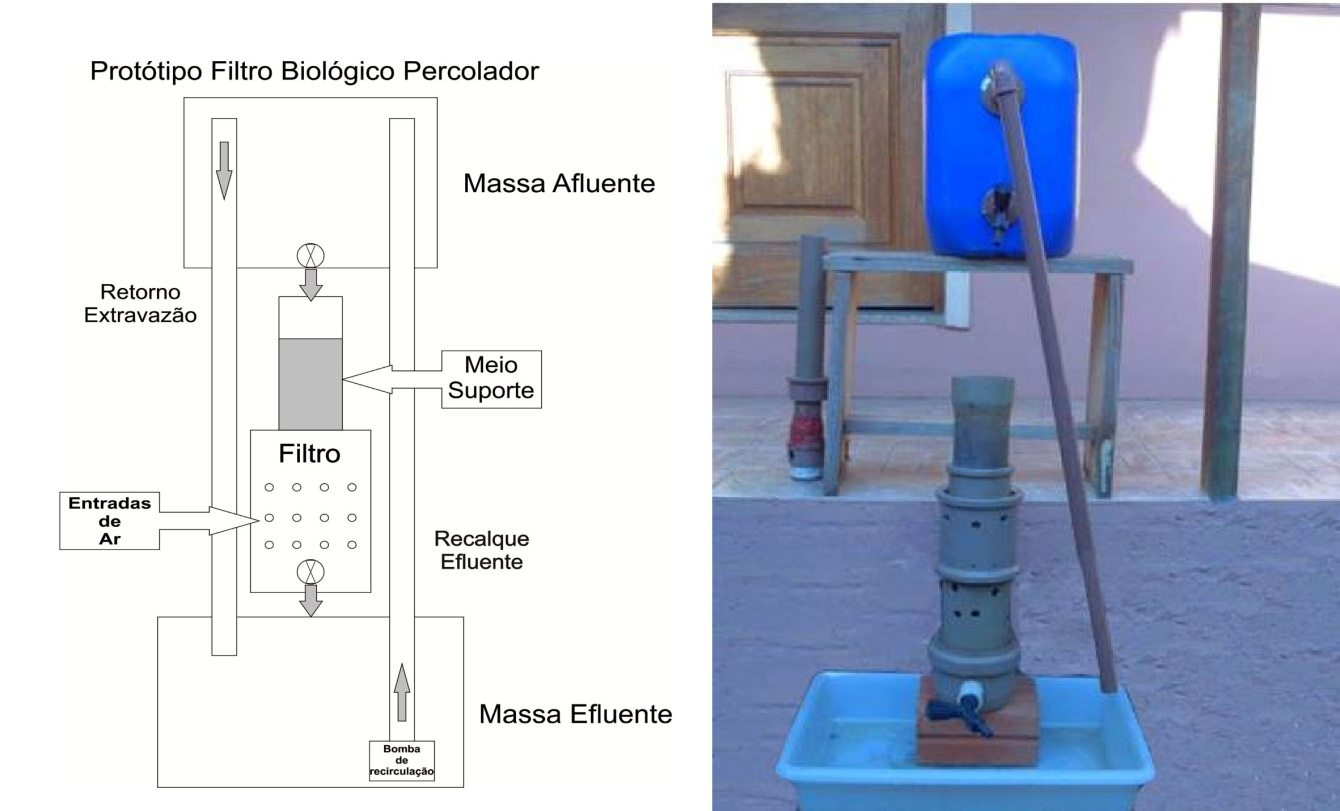 Protótipo Filtro Biológico Percolador
Massa Afluente
Retorno
Extravazão
Meio
Suporte
Filtro
Entradas
de
Ar
Recalque
Efluente
Massa Efluente
Bomba
de
recirculação